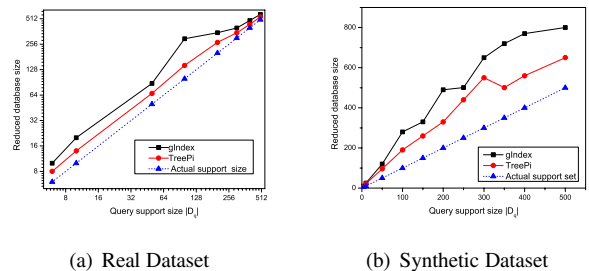 512
256
128
64
32
16
8
Reduced database size
gIndex
TreePi
Actual support size
8 16 32 64 128 256 512
Query support size |D_q|
(a) Real Dataset
800
600
400
200
0
Reduced database size
gIndex
TreePi
Actual support set
0 100 200 300 400 500
Query support size |D_q|
(b) Synthetic Dataset